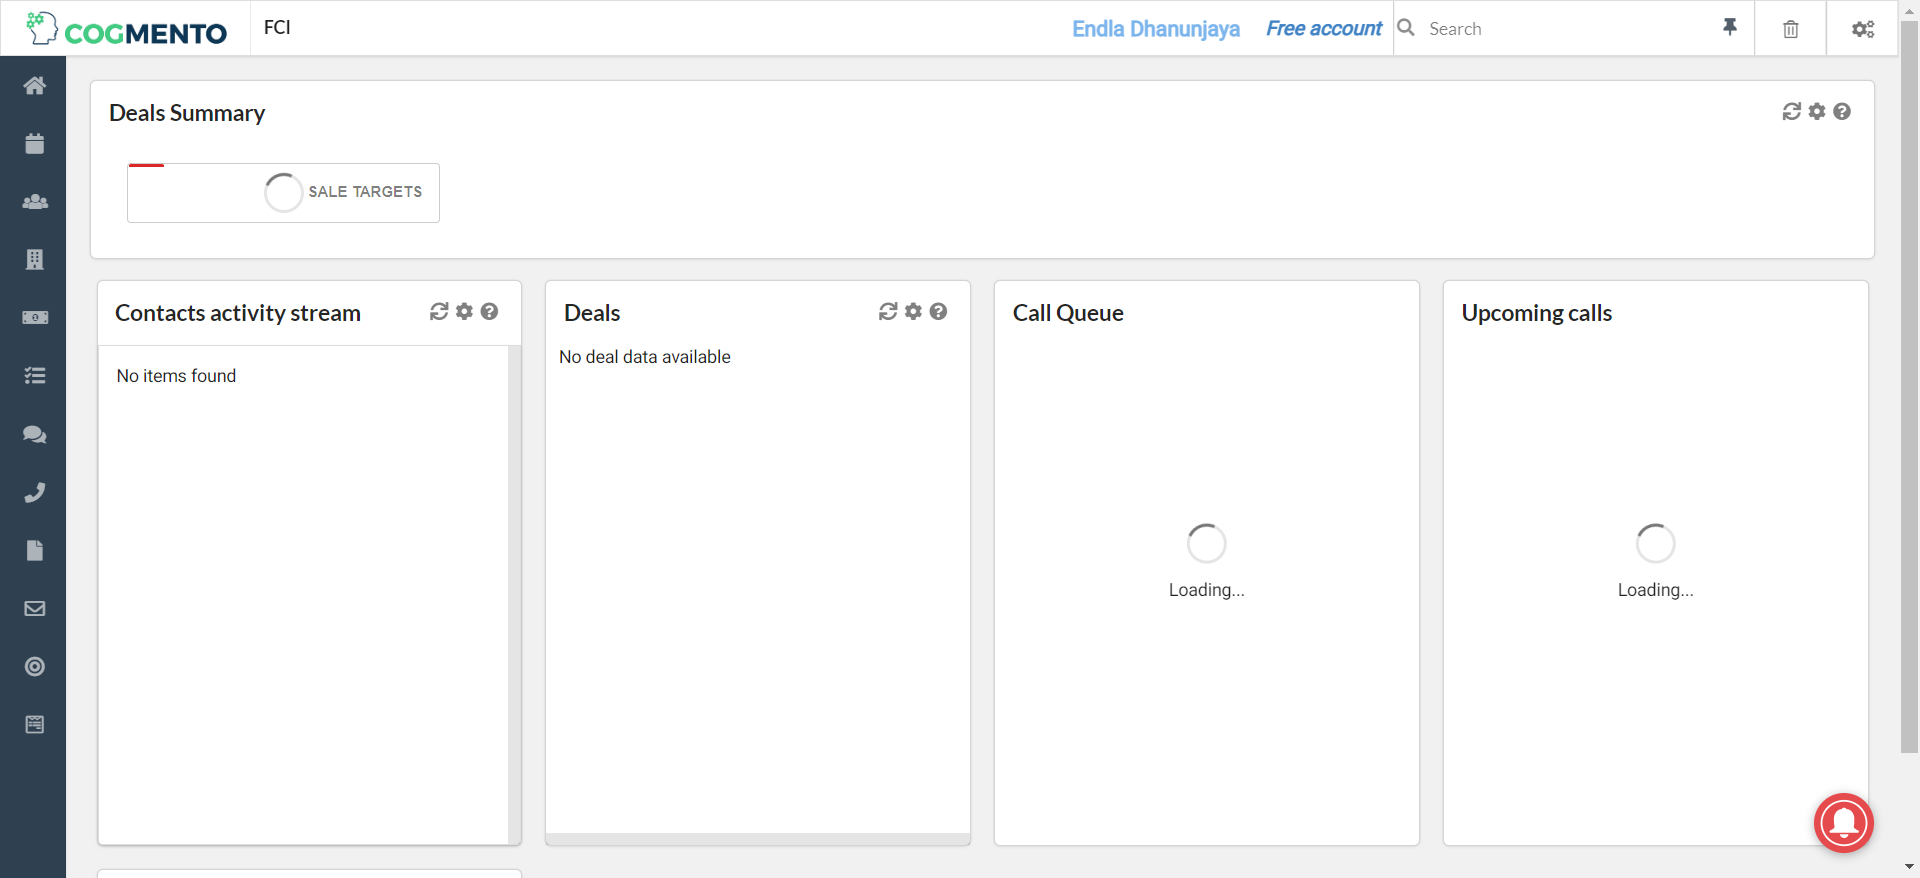 COGMENTO
FCI
Endla Dhanunjaya
Free account
Search
Deals Summary
SALE TARGETS
Contacts activity stream
No items found
Deals
No deal data available
Call Queue
Loading...
Upcoming calls
Loading...